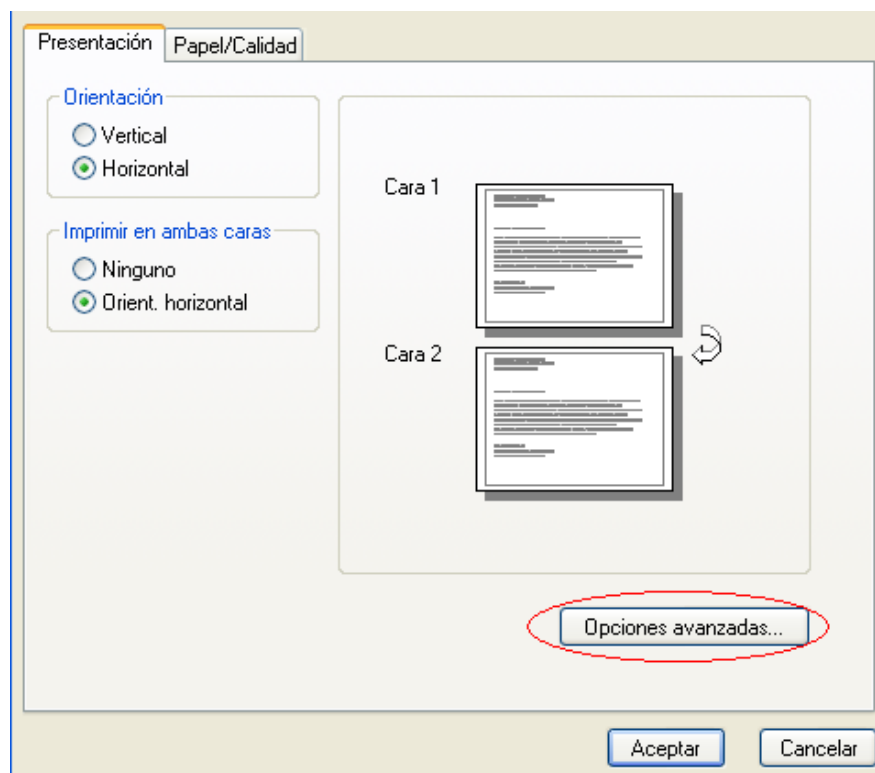 Presentación Papel/Calidad
Orientación
Vertical
Horizontal
Imprimir en ambas caras
Ninguno
Orient. horizontal
Cara 1
Cara 2
Opciones avanzadas...
Aceptar Cancelar